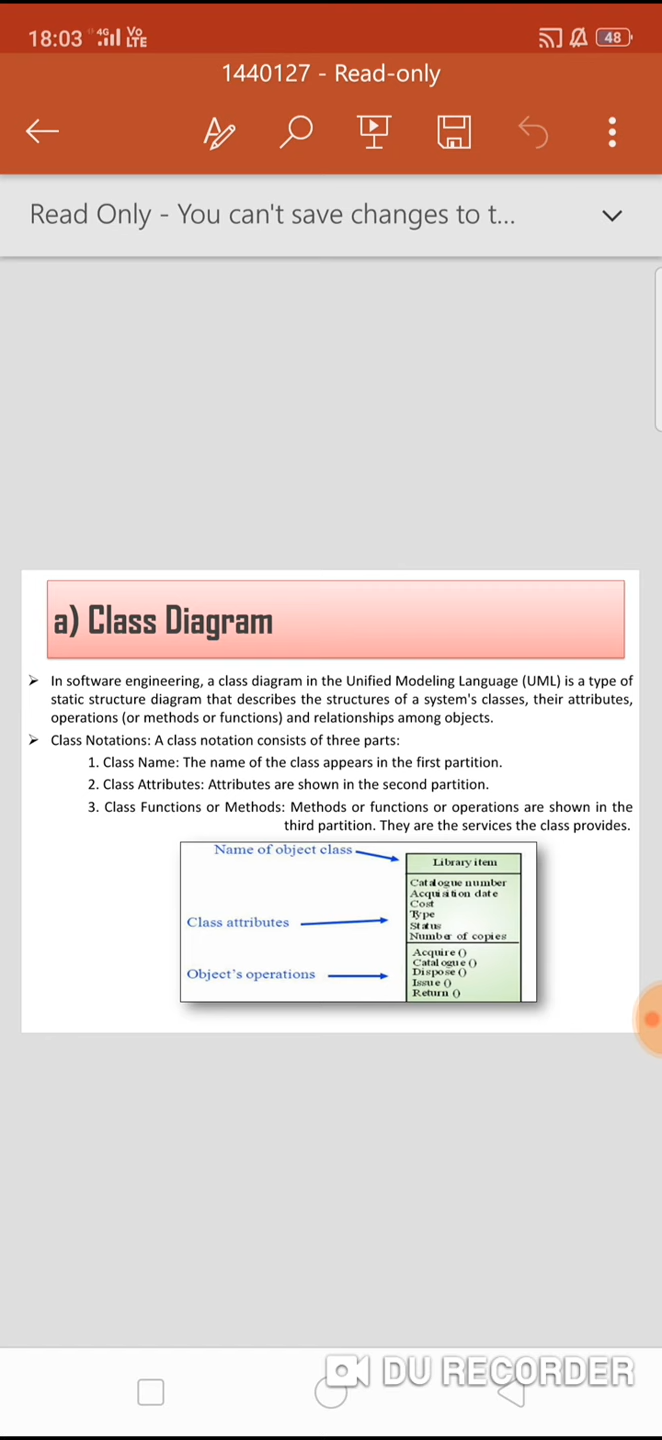 18:03 4G Vo LTE 48
1440127 - Read-only
Read Only - You can't save changes to t...
a) Class Diagram
➤ In software engineering, a class diagram in the Unified Modeling Language (UML) is a type of
static structure diagram that describes the structures of a system's classes, their attributes,
operations (or methods or functions) and relationships among objects.
➤ Class Notations: A class notation consists of three parts:
1. Class Name: The name of the class appears in the first partition.
2. Class Attributes: Attributes are shown in the second partition.
3. Class Functions or Methods: Methods or functions or operations are shown in the
third partition. They are the services the class provides.
Name of object class
Library item
Catalogue number
Acquisition date
Cost
Type
Class attributes
Status
Number of copies
Acquire ()
Catalogue ()
Object's operations
Dispose ()
Issue ()
Return ()
DU RECORDER